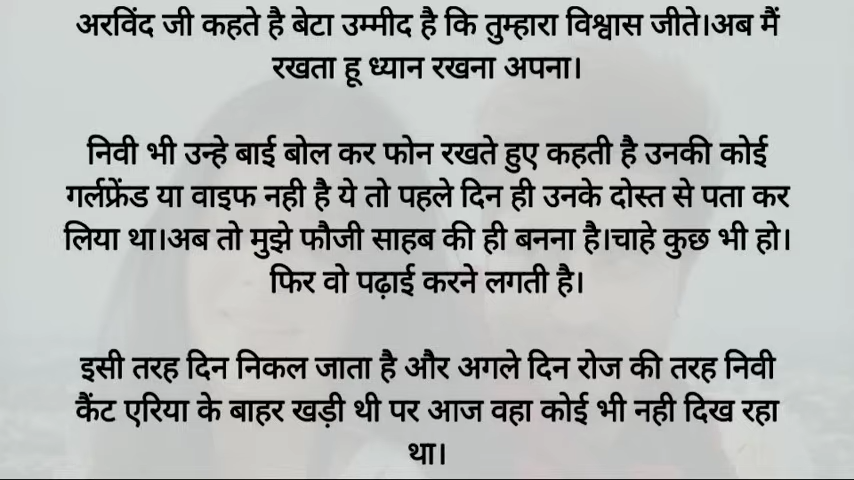 अरविंद जी कहते है बेटा उम्मीद है कि तुम्हारा विश्वास जीते।अब मैं
रखता हू ध्यान रखना अपना।
निवी भी उन्हे बाई बोल कर फोन रखते हुए कहती है उनकी कोई
गर्लफ्रेंड या वाइफ नही है ये तो पहले दिन ही उनके दोस्त से पता कर
लिया था।अब तो मुझे फौजी साहब की ही बनना है।चाहे कुछ भी हो।
फिर वो पढ़ाई करने लगती है।
इसी तरह दिन निकल जाता है और अगले दिन रोज की तरह निवी
कैंट एरिया के बाहर खड़ी थी पर आज वहा कोई भी नही दिख रहा
था।